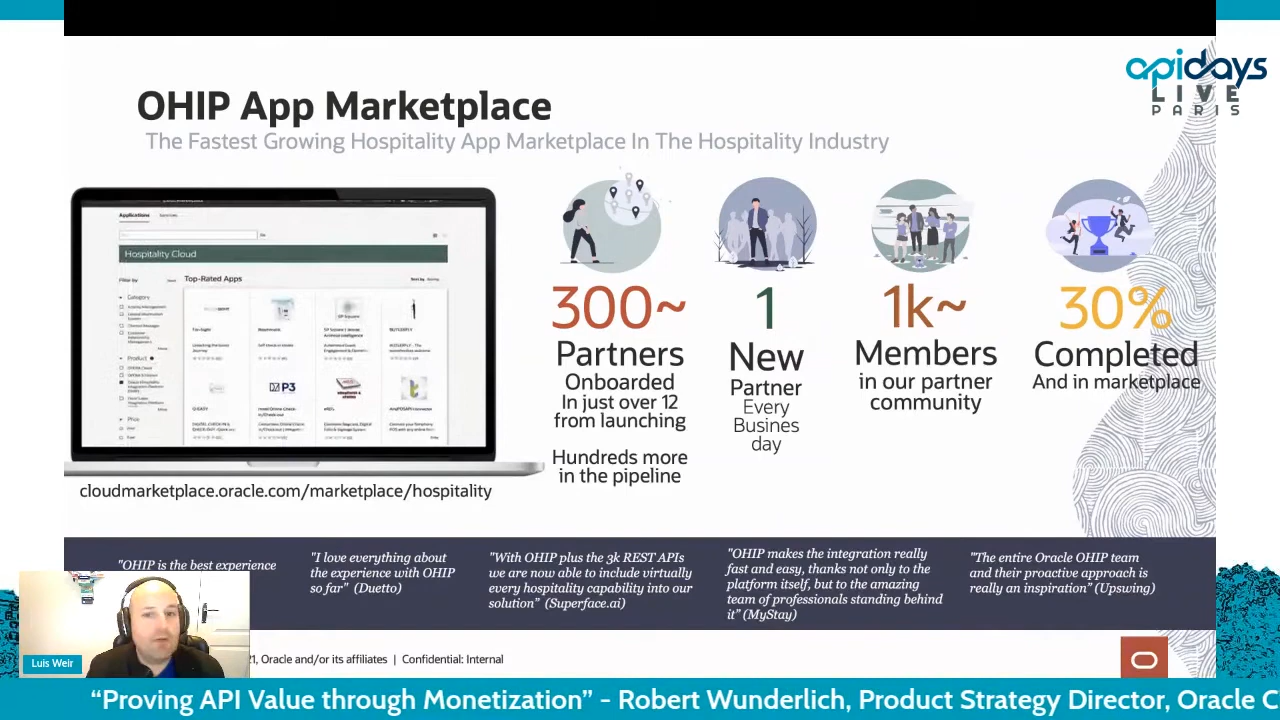 apidays
LIVE
PARIS
OHIP App Marketplace
The Fastest Growing Hospitality App Marketplace In The Hospitality Industry
Applications
Hospitality Cloud
Filter by
Top-Rated Apps
Category
Product
Price
P3
cloudmarketplace.oracle.com/marketplace/hospitality
300~
Partners
Onboarded
In just over 12
from launching
Hundreds more
in the pipeline
1
New
Partner
Every
Busines
day
1k~
Members
in our partner
community
30%
Completed
And in marketplace
"OHIP is the best experience
"I love everything about
the experience with OHIP
so far" (Duetto)
"With OHIP plus the 3k REST APIs
we are now able to include virtually
every hospitality capability into our
solution" (Superface.ai)
"OHIP makes the integration really
fast and easy, thanks not only to the
platform itself, but to the amazing
team of professionals standing behind
it" (MyStay)
"The entire Oracle OHIP team
and their proactive approach is
really an inspiration" (Upswing)
Luis Weir
21, Oracle and/or its affiliates | Confidential: Internal
“Proving API Value through Monetization” - Robert Wunderlich, Product Strategy Director, Oracle C